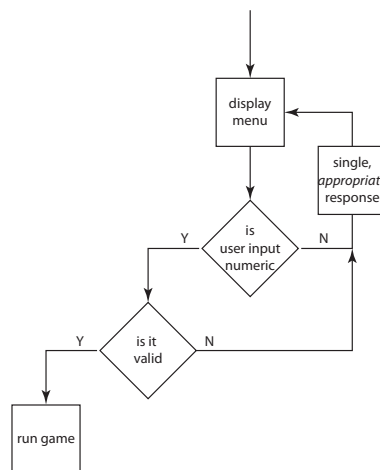 display
menu
single,
appropriat
response
is
user input
numeric
Y
N
is it
valid
Y
N
run game